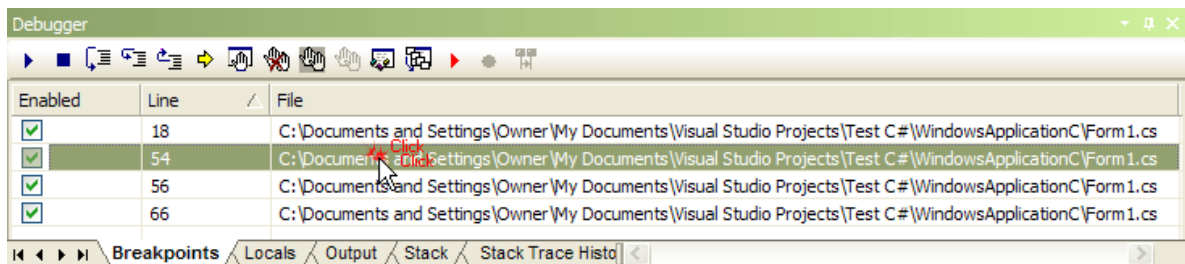 Debugger
Enabled Line File
18 C:\Documents and Settings\Owner\My Documents\Visual Studio Projects\Test C#\WindowsApplicationC\Form1.cs
Click
54 C:\Documents and Settings\Owner\My Documents\Visual Studio Projects\Test C#\WindowsApplicationC\Form1.cs
Click
56 C:\Documents and Settings\Owner\My Documents\Visual Studio Projects\Test C#\WindowsApplicationC\Form1.cs
66 C:\Documents and Settings\Owner\My Documents\Visual Studio Projects\Test C#\WindowsApplicationC\Form1.cs
Breakpoints Locals Output Stack Stack Trace Histo